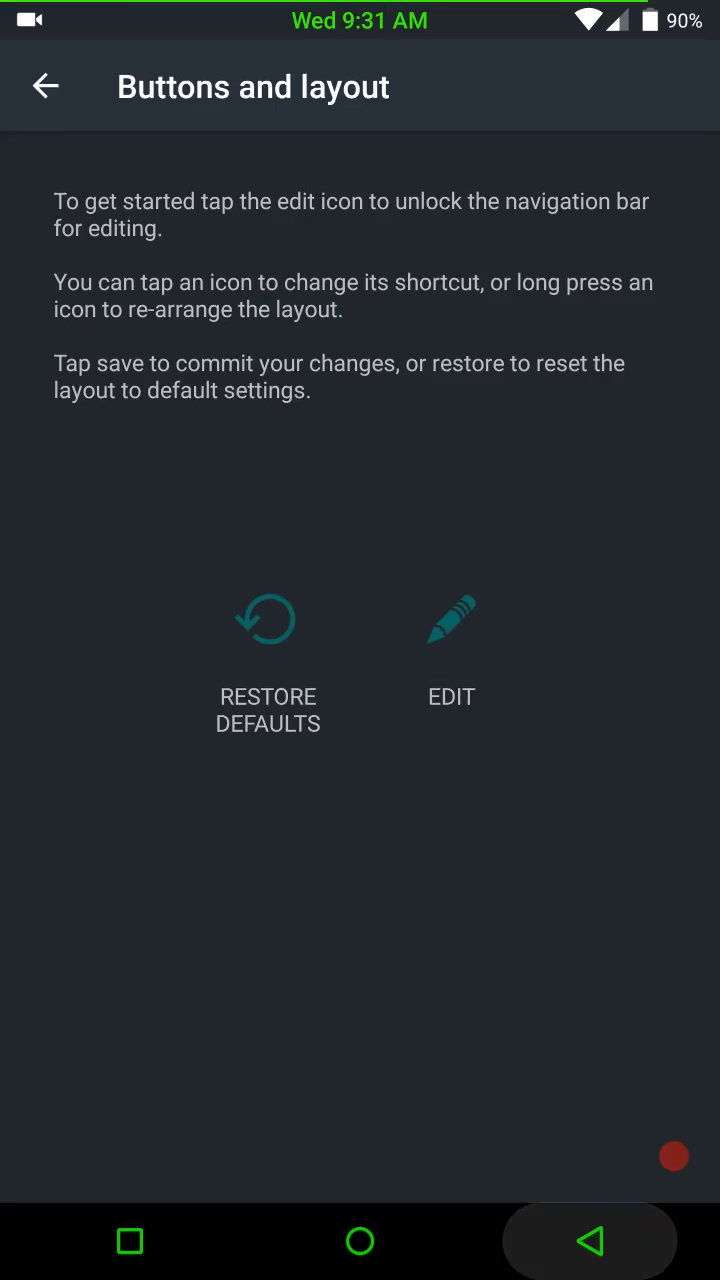 Wed 9:31 AM
90%
Buttons and layout
To get started tap the edit icon to unlock the navigation bar
for editing.
You can tap an icon to change its shortcut, or long press an
icon to re-arrange the layout.
Tap save to commit your changes, or restore to reset the
layout to default settings.
RESTORE
DEFAULTS
EDIT